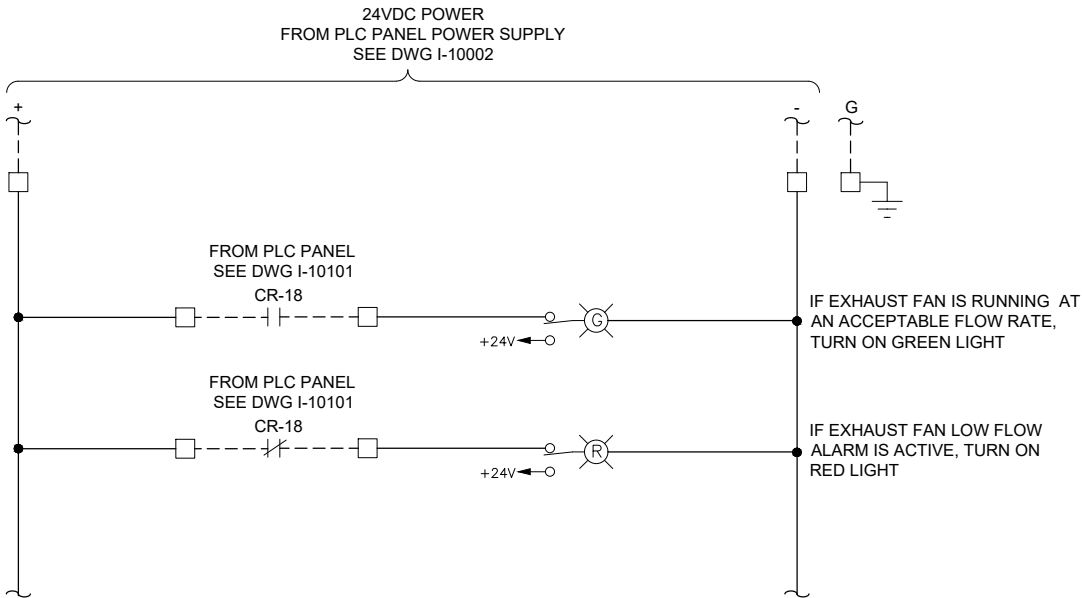 24VDC POWER
FROM PLC PANEL POWER SUPPLY
SEE DWG I-10002
+
-
G
FROM PLC PANEL
SEE DWG I-10101
CR-18
+24V
G
IF EXHAUST FAN IS RUNNING AT
AN ACCEPTABLE FLOW RATE,
TURN ON GREEN LIGHT
FROM PLC PANEL
SEE DWG I-10101
CR-18
+24V
R
IF EXHAUST FAN LOW FLOW
ALARM IS ACTIVE, TURN ON
RED LIGHT